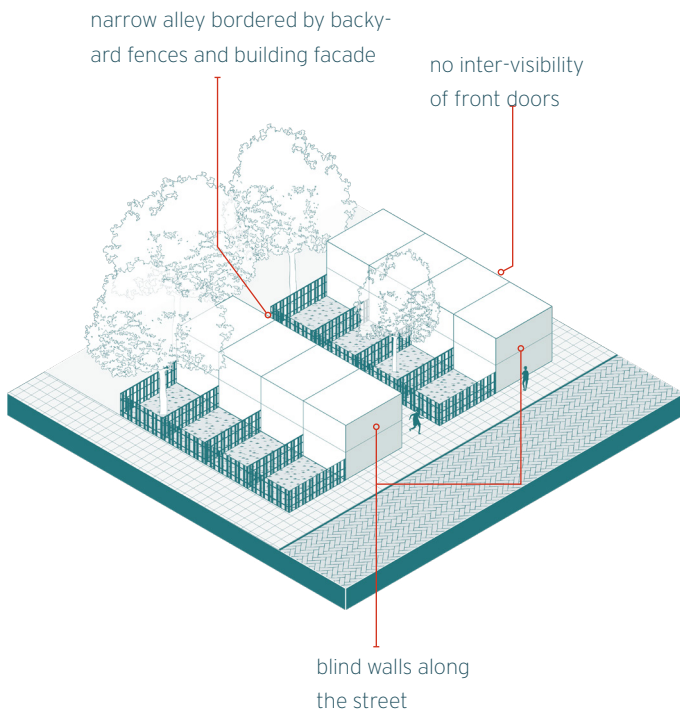 narrow alley bordered by backy-
ard fences and building facade
no inter-visibility
of front doors
blind walls along
the street